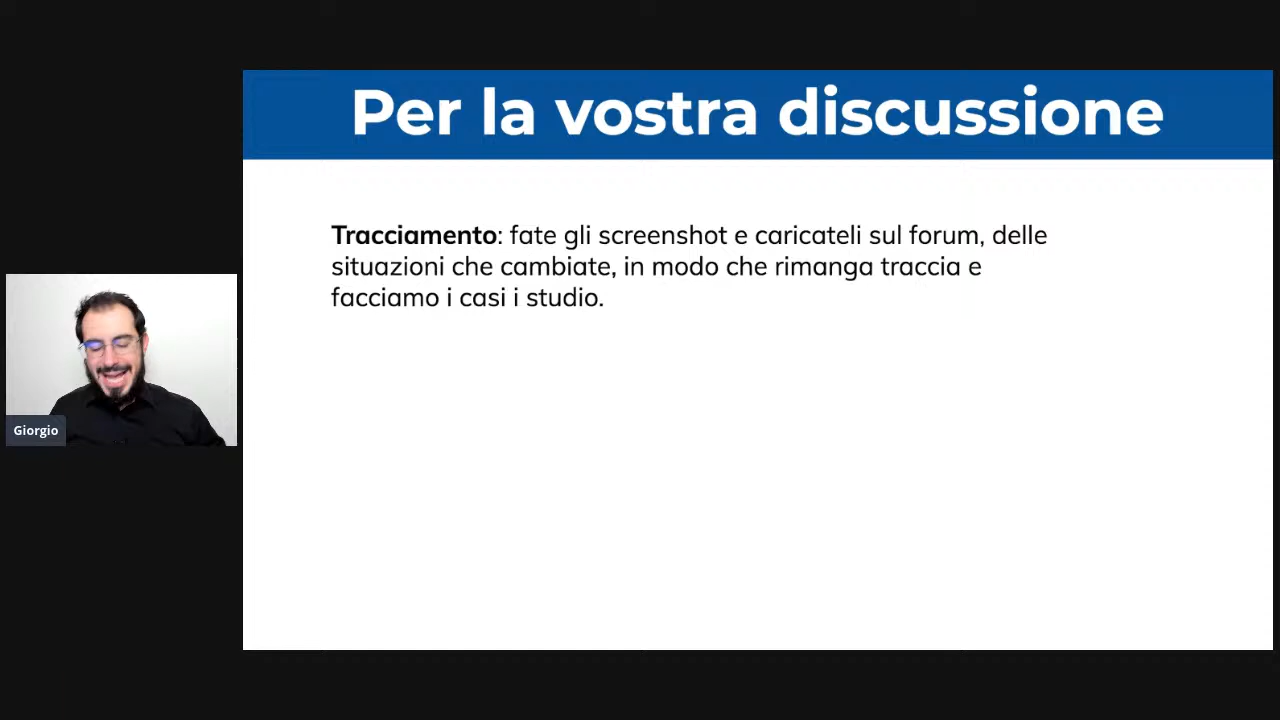 Per la vostra discussione
Tracciamento: fate gli screenshot e caricateli sul forum, delle
situazioni che cambiate, in modo che rimanga traccia e
facciamo i casi i studio.
Giorgio